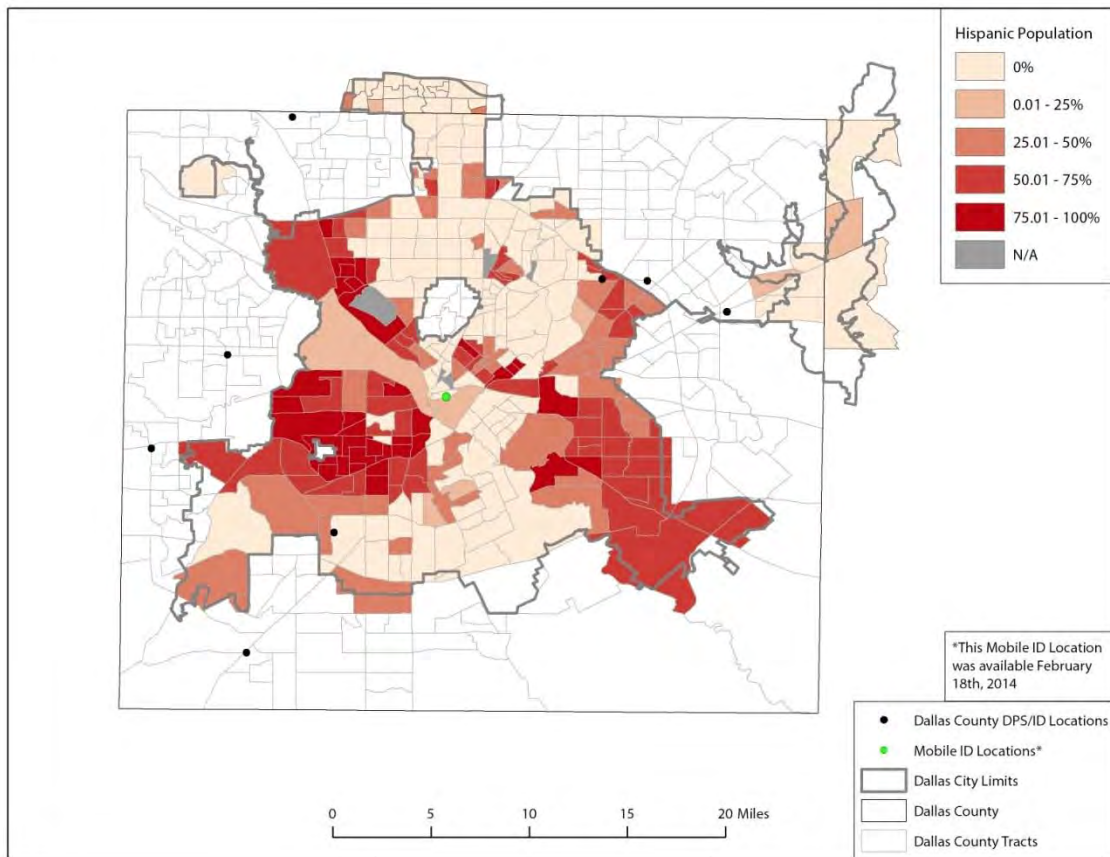 Hispanic Population
0%
0.01 - 25%
25.01 - 50%
50.01 - 75%
75.01 - 100%
N/A
*This Mobile ID Location
was available February
18th, 2014
Dallas County DPS/ID Locations
Mobile ID Locations*
Dallas City Limits
Dallas County
Dallas County Tracts
0 5 10 15 20 Miles